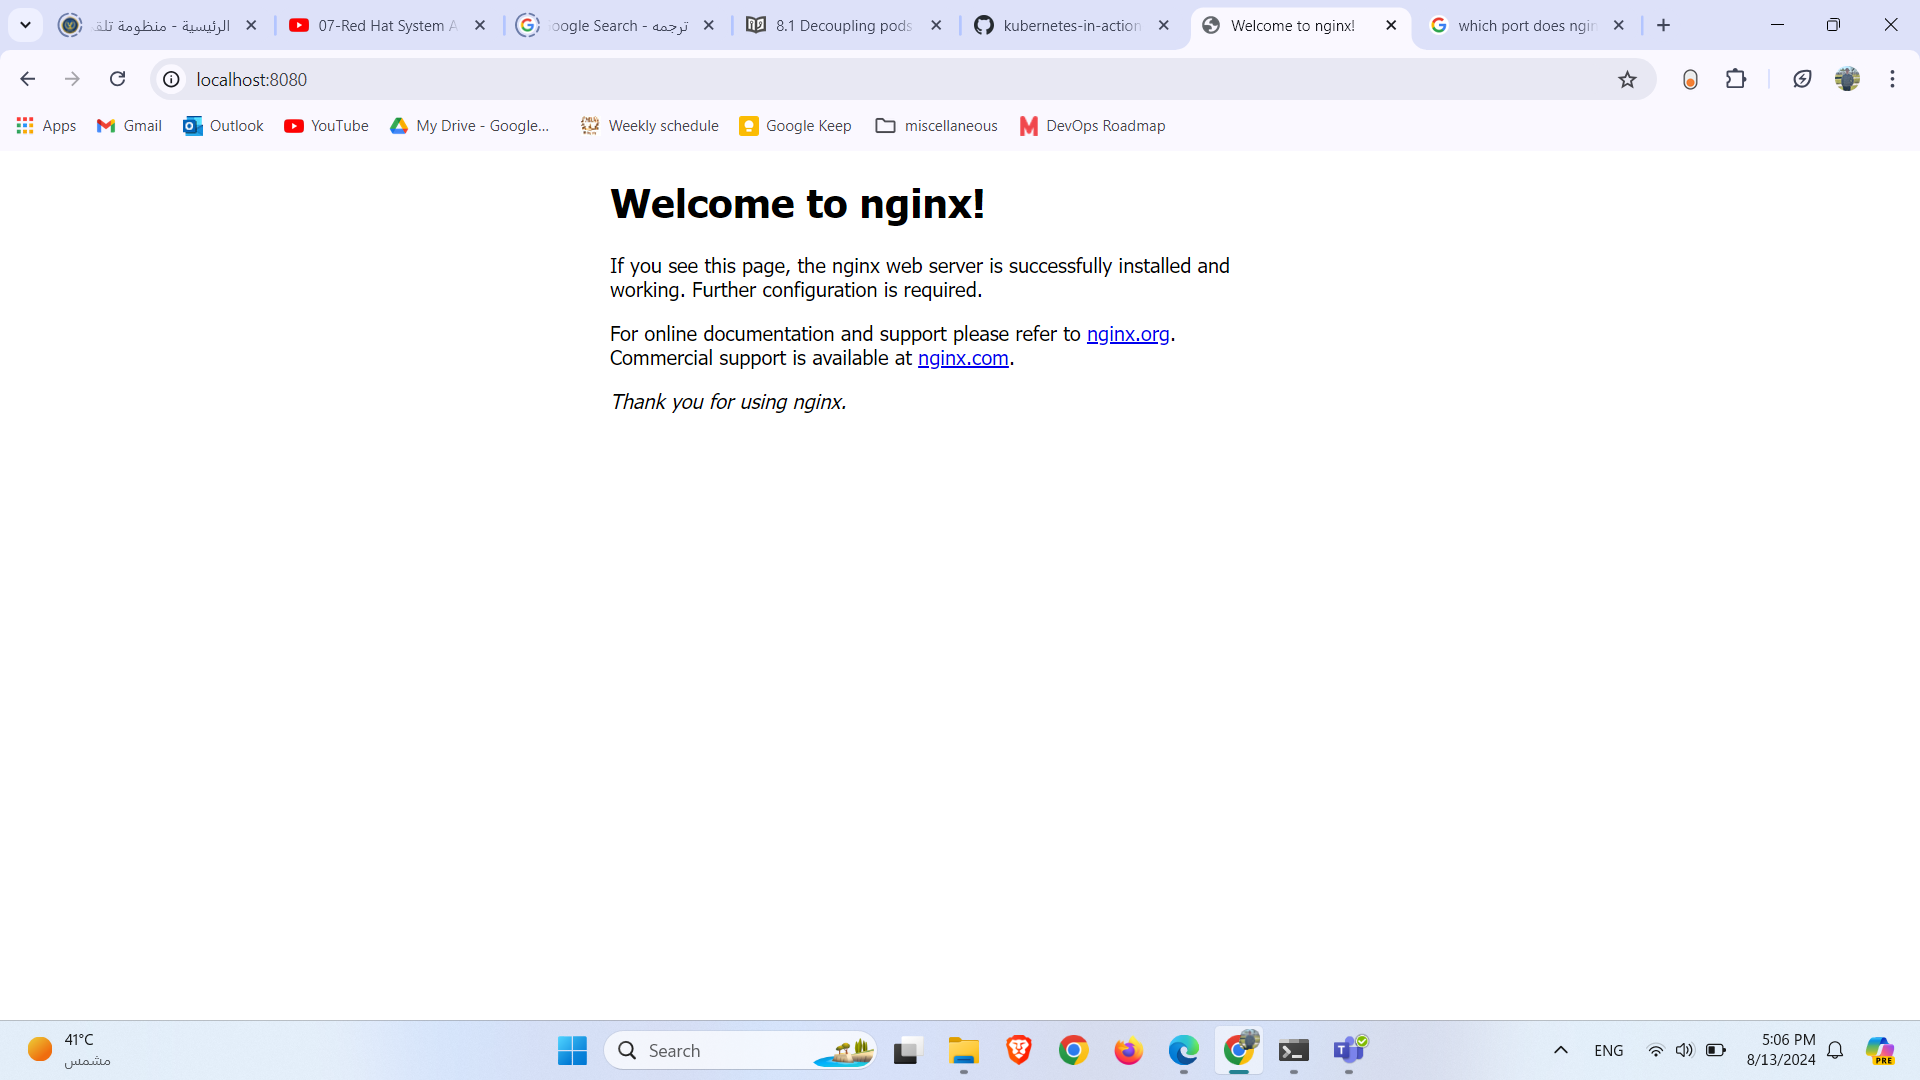 الرئيسية - منظومة تلق
07-Red Hat System A
ترجمه - Google Search
8.1 Decoupling pods
kubernetes-in-action
Welcome to nginx!
which port does ngin
localhost:8080
Apps
Gmail
Outlook
YouTube
My Drive - Google...
Weekly schedule
Google Keep
miscellaneous
DevOps Roadmap
Welcome to nginx!
If you see this page, the nginx web server is successfully installed and
working. Further configuration is required.
For online documentation and support please refer to nginx.org.
Commercial support is available at nginx.com.
Thank you for using nginx.
41°C
مشمس
Search
ENG
5:06 PM
8/13/2024
PRE